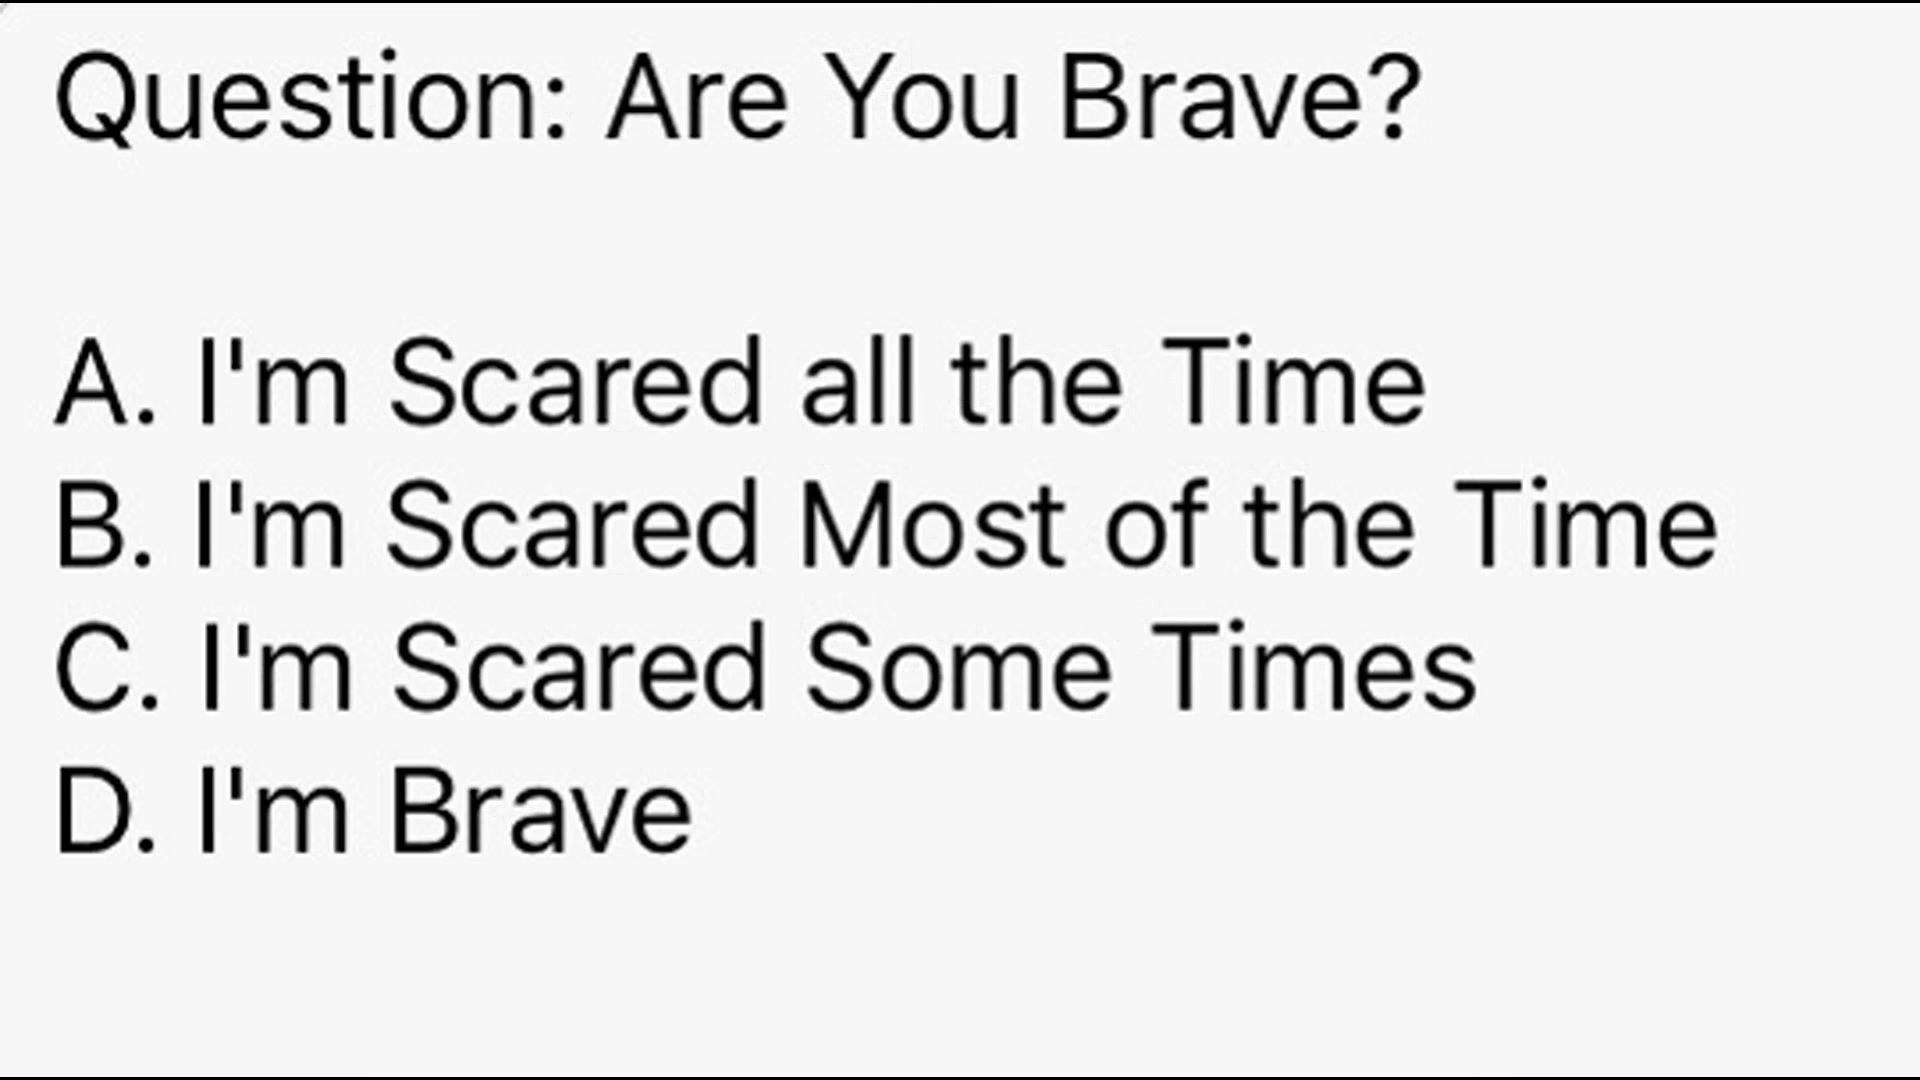 Question: Are You Brave?
A. I'm Scared all the Time
B. I'm Scared Most of the Time
C. I'm Scared Some Times
D. I'm Brave